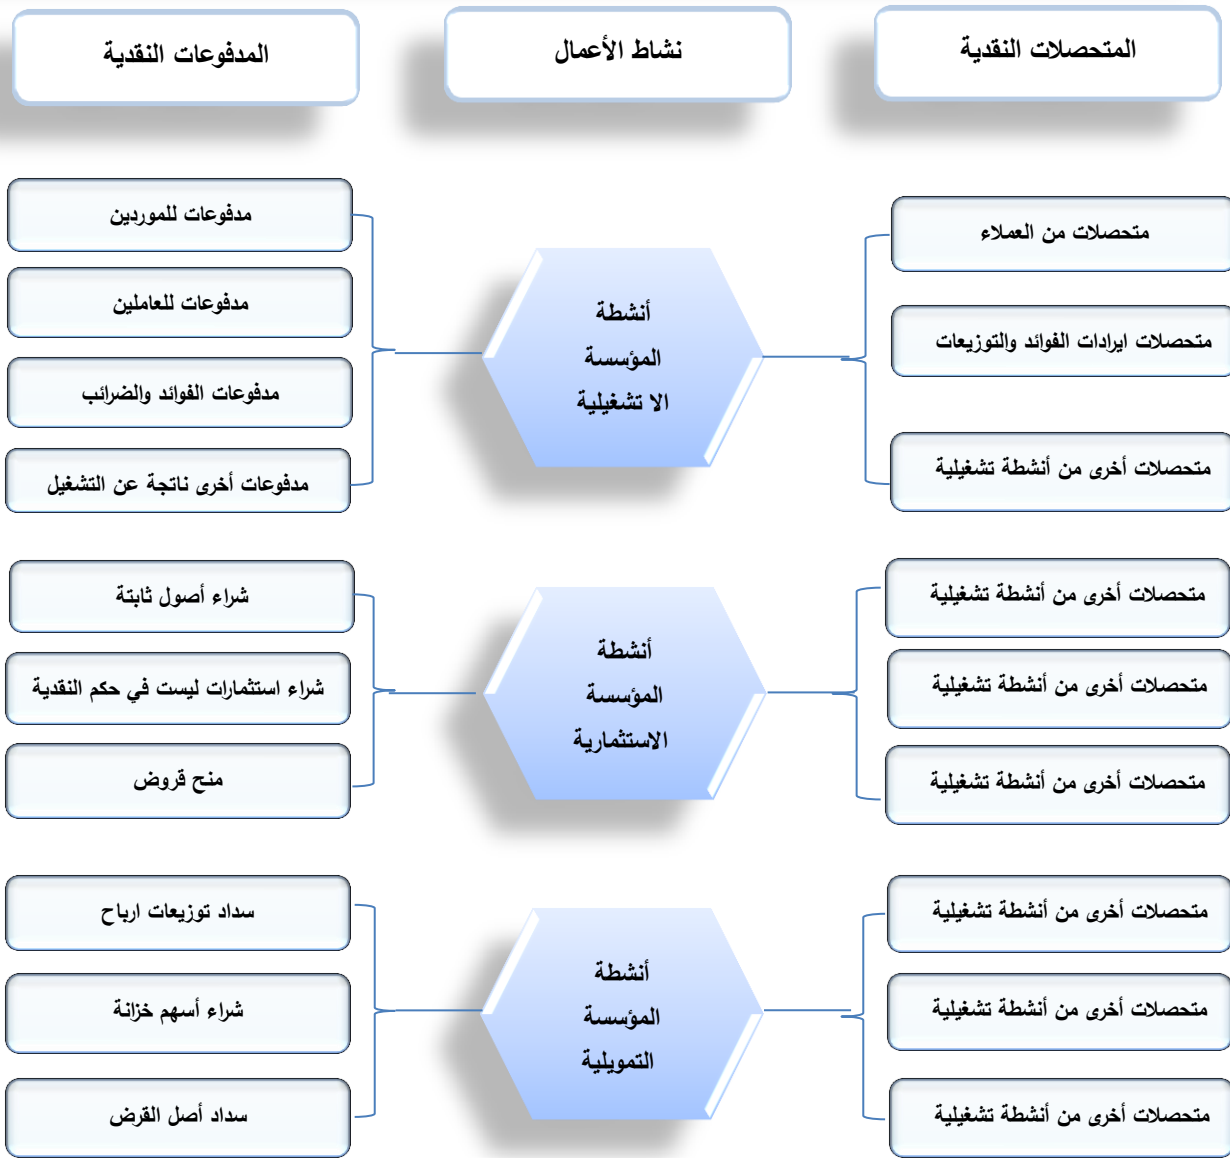 المتحصلات النقدية
نشاط الأعمال
المدفوعات النقدية
متحصلات من العملاء
متحصلات ايرادات الفوائد والتوزيعات
متحصلات أخرى من أنشطة تشغيلية
أنشطة
المؤسسة
الا تشغيلية
مدفوعات للموردين
مدفوعات للعاملين
مدفوعات الفوائد والضرائب
مدفوعات أخرى ناتجة عن التشغيل
متحصلات أخرى من أنشطة تشغيلية
متحصلات أخرى من أنشطة تشغيلية
متحصلات أخرى من أنشطة تشغيلية
أنشطة
المؤسسة
الاستثمارية
شراء أصول ثابتة
شراء استثمارات ليست في حكم النقدية
منح قروض
متحصلات أخرى من أنشطة تشغيلية
متحصلات أخرى من أنشطة تشغيلية
متحصلات أخرى من أنشطة تشغيلية
أنشطة
المؤسسة
التمويلية
سداد توزيعات ارباح
شراء أسهم خزانة
سداد أصل القرض